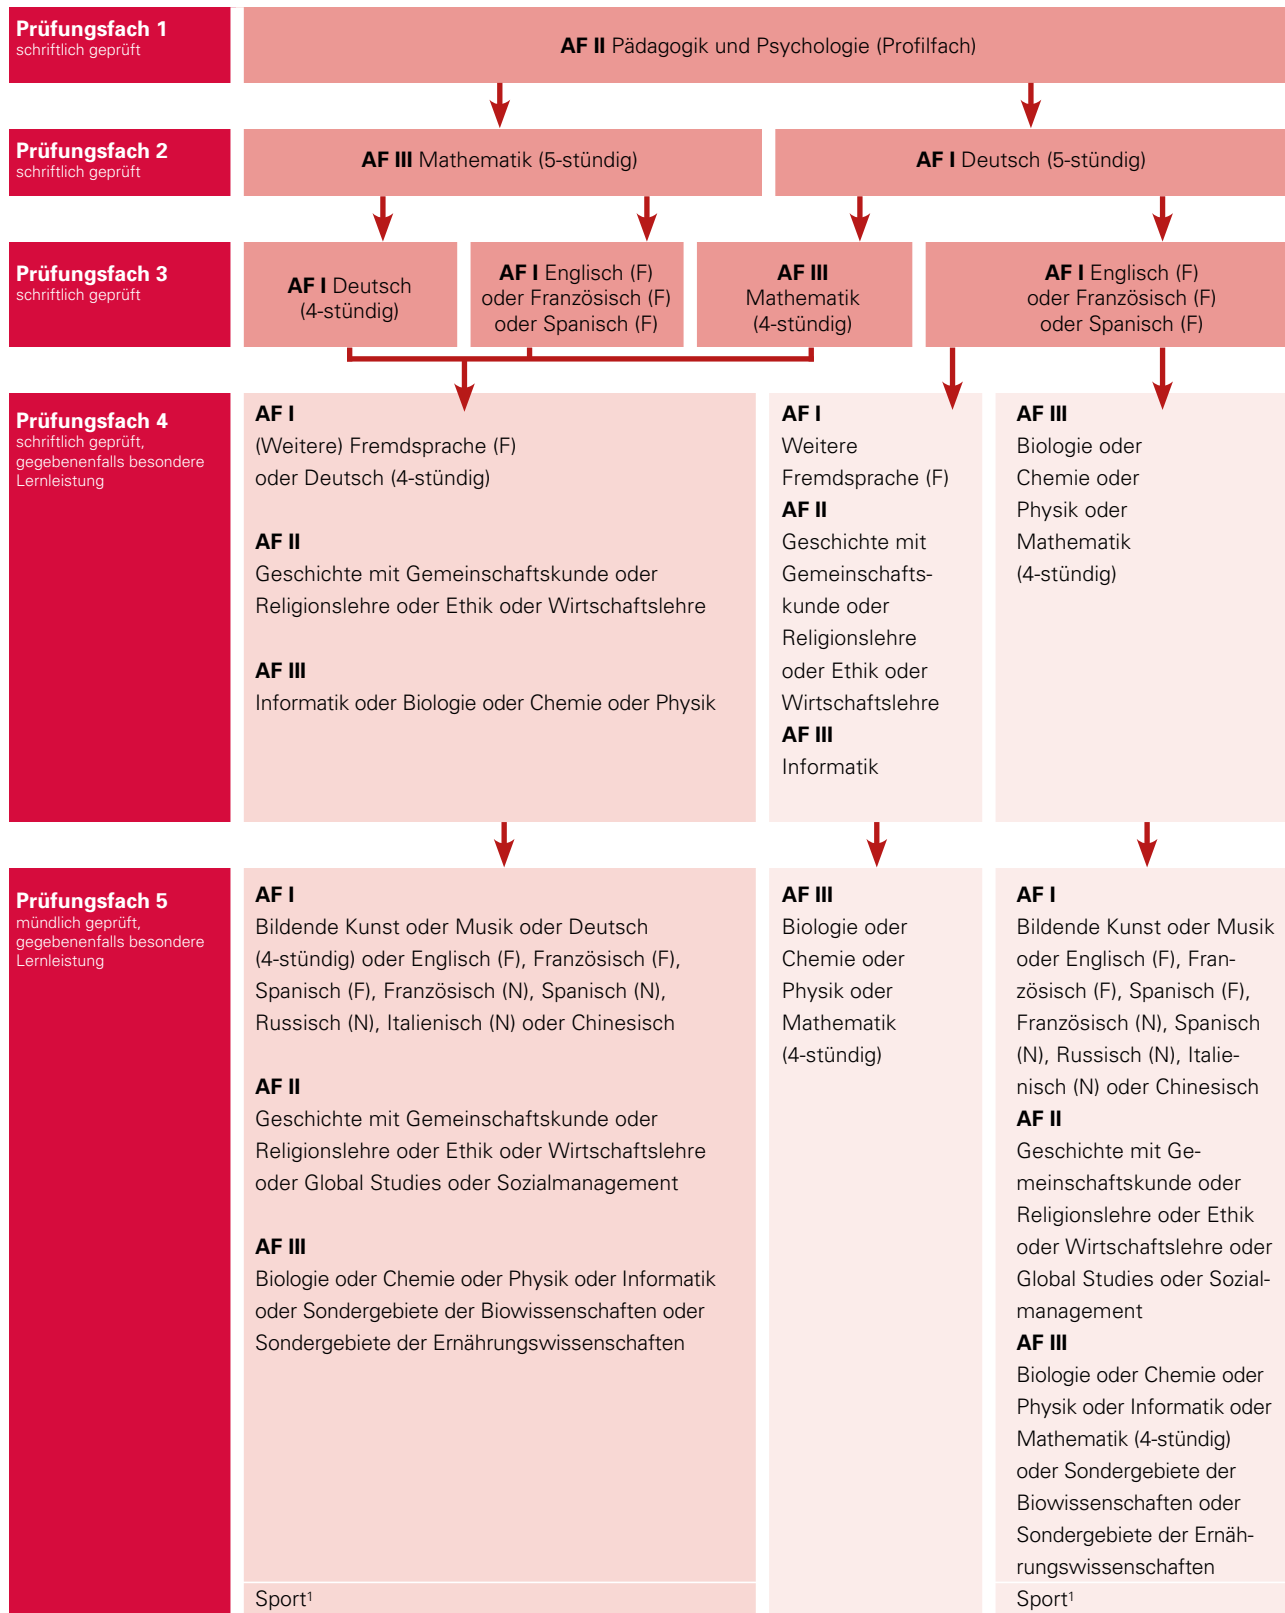 Prüfungsfach 1
schriftlich geprüft
AF II Pädagogik und Psychologie (Profilfach)
Prüfungsfach 2
schriftlich geprüft
AF III Mathematik (5-stündig)
AF I Deutsch (5-stündig)
Prüfungsfach 3
schriftlich geprüft
AF I Deutsch
(4-stündig)
AF I Englisch (F)
oder Französisch (F)
oder Spanisch (F)
AF III
Mathematik
(4-stündig)
AF I Englisch (F)
oder Französisch (F)
oder Spanisch (F)
Prüfungsfach 4
schriftlich geprüft,
gegebenenfalls besondere
Lernleistung
AF I
(Weitere) Fremdsprache (F)
oder Deutsch (4-stündig)
AF II
Geschichte mit Gemeinschaftskunde oder
Religionslehre oder Ethik oder Wirtschaftslehre
AF III
Informatik oder Biologie oder Chemie oder Physik
AF I
Weitere
Fremdsprache (F)
AF II
Geschichte mit
Gemeinschafts-
kunde oder
Religionslehre
oder Ethik oder
Wirtschaftslehre
AF III
Informatik
AF III
Biologie oder
Chemie oder
Physik oder
Mathematik
(4-stündig)
Prüfungsfach 5
mündlich geprüft,
gegebenenfalls besondere
Lernleistung
AF I
Bildende Kunst oder Musik oder Deutsch
(4-stündig) oder Englisch (F), Französisch (F),
Spanisch (F), Französisch (N), Spanisch (N),
Russisch (N), Italienisch (N) oder Chinesisch
AF II
Geschichte mit Gemeinschaftskunde oder
Religionslehre oder Ethik oder Wirtschaftslehre
oder Global Studies oder Sozialmanagement
AF III
Biologie oder Chemie oder Physik oder Informatik
oder Sondergebiete der Biowissenschaften oder
Sondergebiete der Ernährungswissenschaften
Sport¹
AF III
Biologie oder
Chemie oder
Physik oder
Mathematik
(4-stündig)
AF I
Bildende Kunst oder Musik
oder Englisch (F), Fran-
zösisch (F), Spanisch (F),
Französisch (N), Spanisch
(N), Russisch (N), Italie-
nisch (N) oder Chinesisch
AF II
Geschichte mit Ge-
meinschaftskunde oder
Religionslehre oder Ethik
oder Wirtschaftslehre oder
Global Studies oder Sozial-
management
AF III
Biologie oder Chemie oder
Physik oder Informatik oder
Mathematik (4-stündig)
oder Sondergebiete der
Biowissenschaften oder
Sondergebiete der Ernäh-
rungswissenschaften
Sport¹